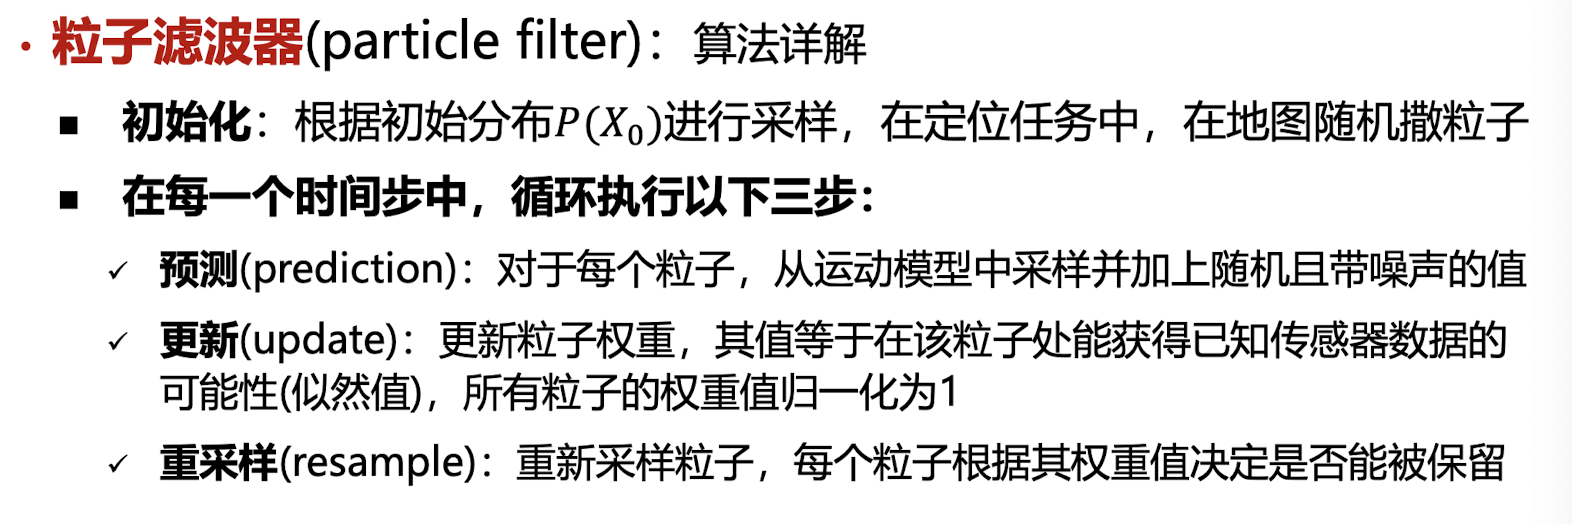 • 粒子滤波器(particle filter)：算法详解
■ 初始化：根据初始分布P(X₀)进行采样，在定位任务中，在地图随机撒粒子
■ 在每一个时间步中，循环执行以下三步：
✓ 预测(prediction)：对于每个粒子，从运动模型中采样并加上随机且带噪声的值
✓ 更新(update)：更新粒子权重，其值等于在该粒子处能获得已知传感器数据的
可能性(似然值)，所有粒子的权重值归一化为1
✓ 重采样(resample)：重新采样粒子，每个粒子根据其权重值决定是否能被保留